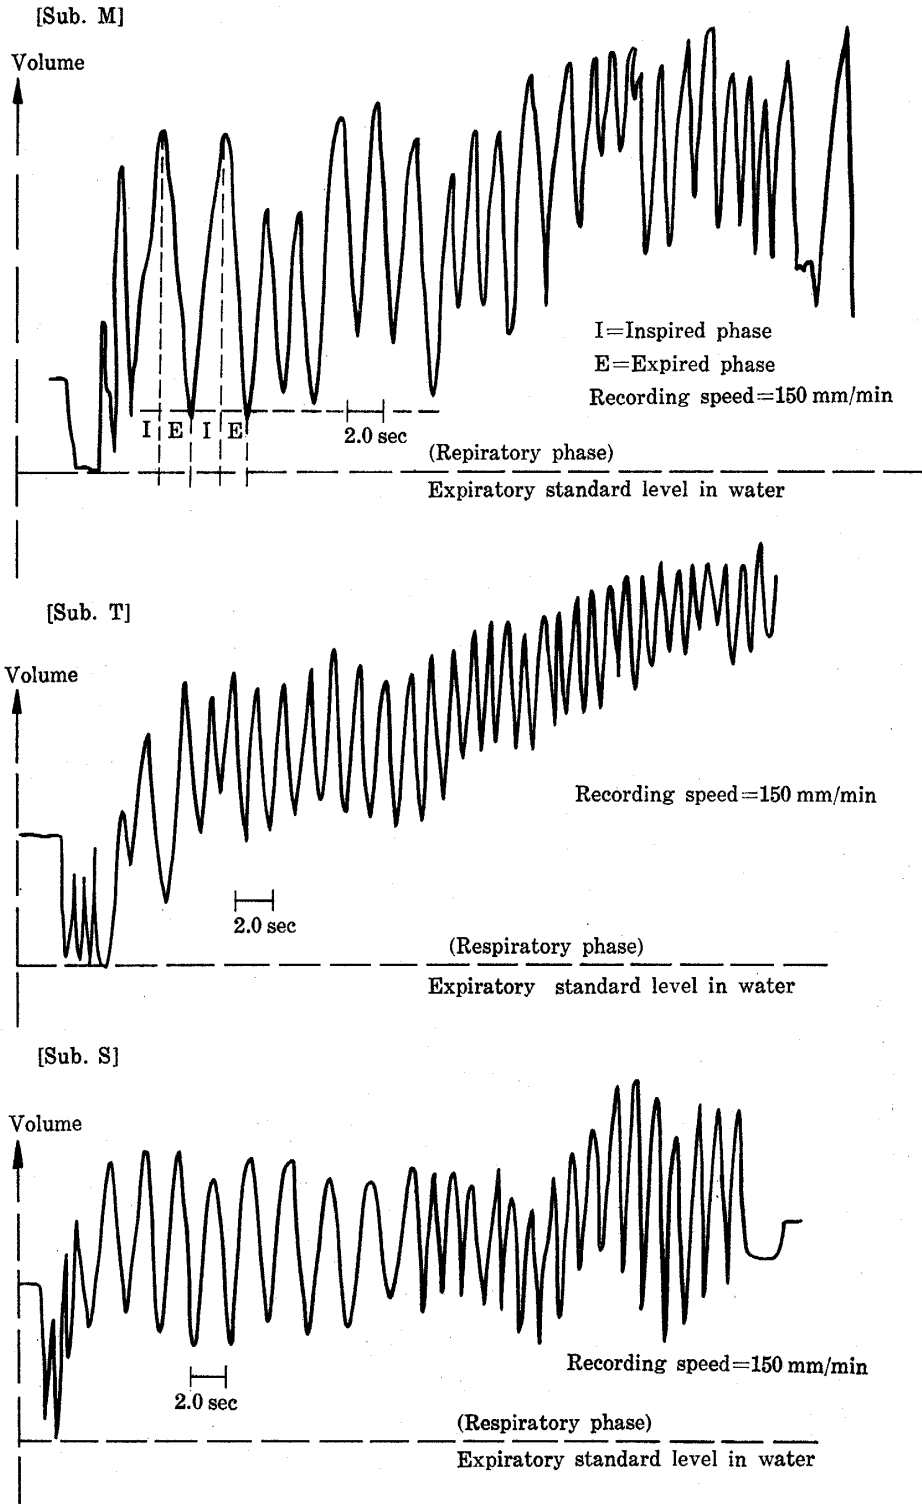 [Sub. M]
Volume
I=Inspired phase
E=Expired phase
Recording speed=150 mm/min
I E I E
2.0 sec
(Repiratory phase)
Expiratory standard level in water
[Sub. T]
Volume
Recording speed=150 mm/min
2.0 sec
(Respiratory phase)
Expiratory standard level in water
[Sub. S]
Volume
Recording speed=150 mm/min
2.0 sec
(Respiratory phase)
Expiratory standard level in water